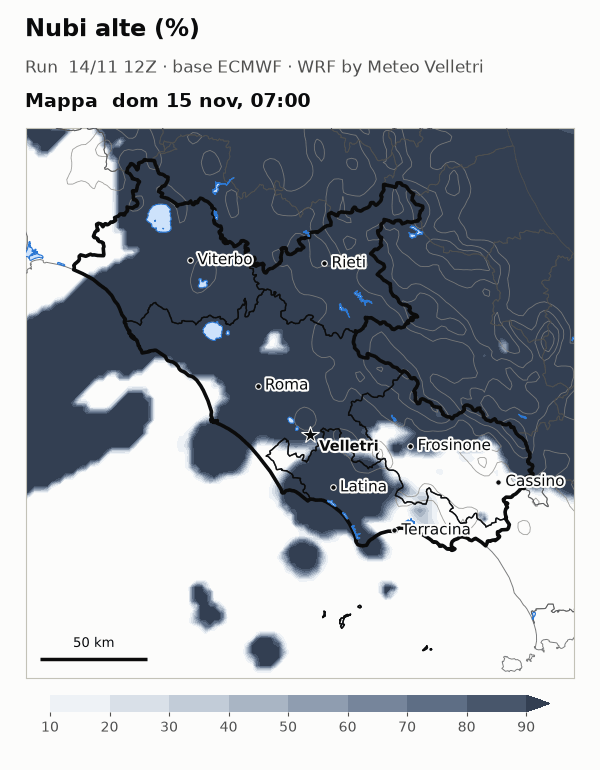 Nubi alte (%)
Run 14/11 12Z · base ECMWF · WRF by Meteo Velletri
Mappa dom 15 nov, 07:00
Viterbo
Rieti
Roma
Velletri
Frosinone
Cassino
Latina
Terracina
50 km
10 20 30 40 50 60 70 80 90